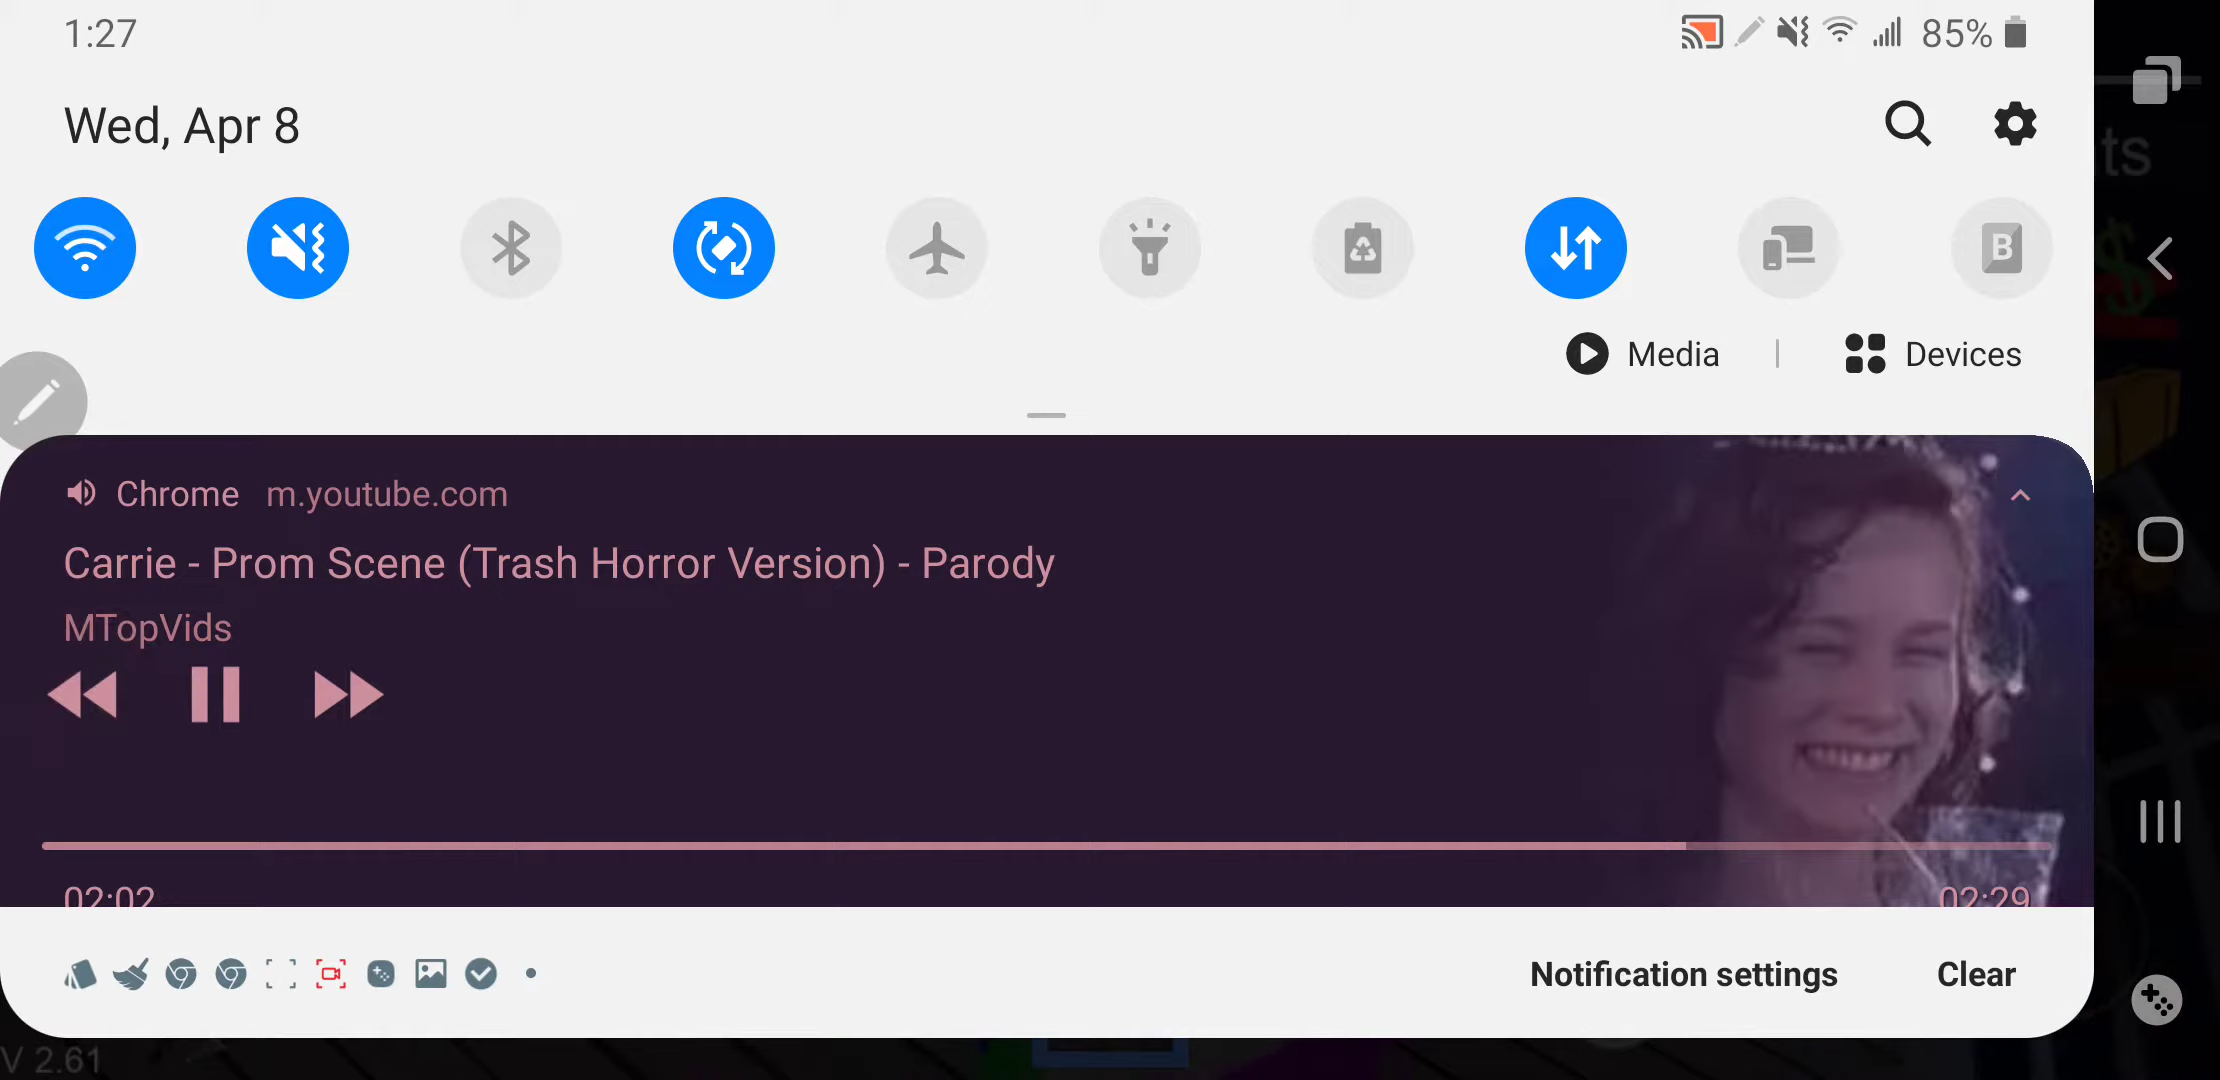 1:27
85%
Wed, Apr 8
ts
$
B
Media
Devices
Chrome m.youtube.com
Carrie - Prom Scene (Trash Horror Version) - Parody
MTopVids
02:02
02:29
Notification settings
Clear
V 2.61